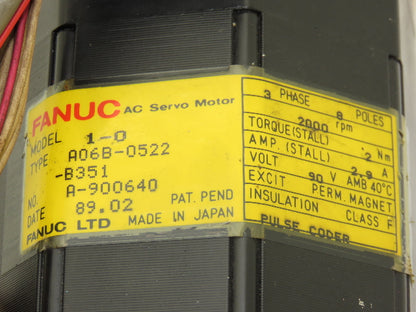 FANUC AC Servo Motor
MODEL 1-0
TYPE A06B-0522
-B351
NO. A-900640
DATE 89.02 PAT. PEND
FANUC LTD MADE IN JAPAN
3 PHASE 8 POLES
2000 rpm
TORQUE(STALL) 2 Nm
AMP. (STALL) 2.9 A
VOLT 90 V AMB 40°C
EXCIT PERM. MAGNET
INSULATION CLASS F
PULSE CODER